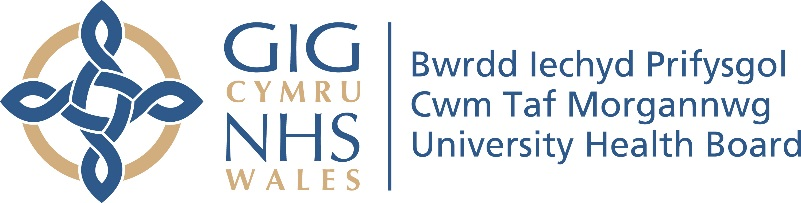 GIG
CYMRU
NHS
WALES
Bwrdd Iechyd Prifysgol
Cwm Taf Morgannwg
University Health Board